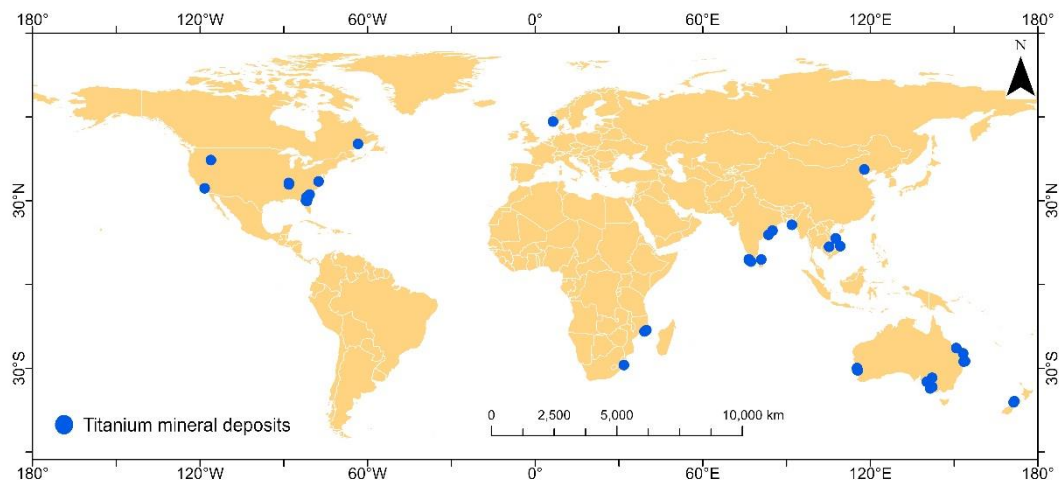 180° 120°W 60°W 0° 60°E 120°E 180°
N
30°N 30°N
30°S 30°S
0 2,500 5,000 10,000 km
Titanium mineral deposits
180° 120°W 60°W 0° 60°E 120°E 180°